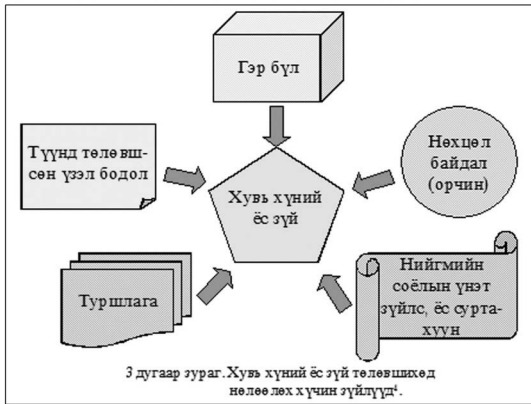 Гэр бүл
Түүнд төлөвш-
сөн үзэл бодол
Нөхцөл
байдал
(орчин)
Хувь хүний
ёс зүй
Туршлага
Нийгмийн
соёлын үнэт
зүйлс, ёс сурта-
хуун
3 дугаар зураг. Хувь хүний ёс зүй төлөвшихөд
нөлөөлөх хүчин зүйлүүд⁴.